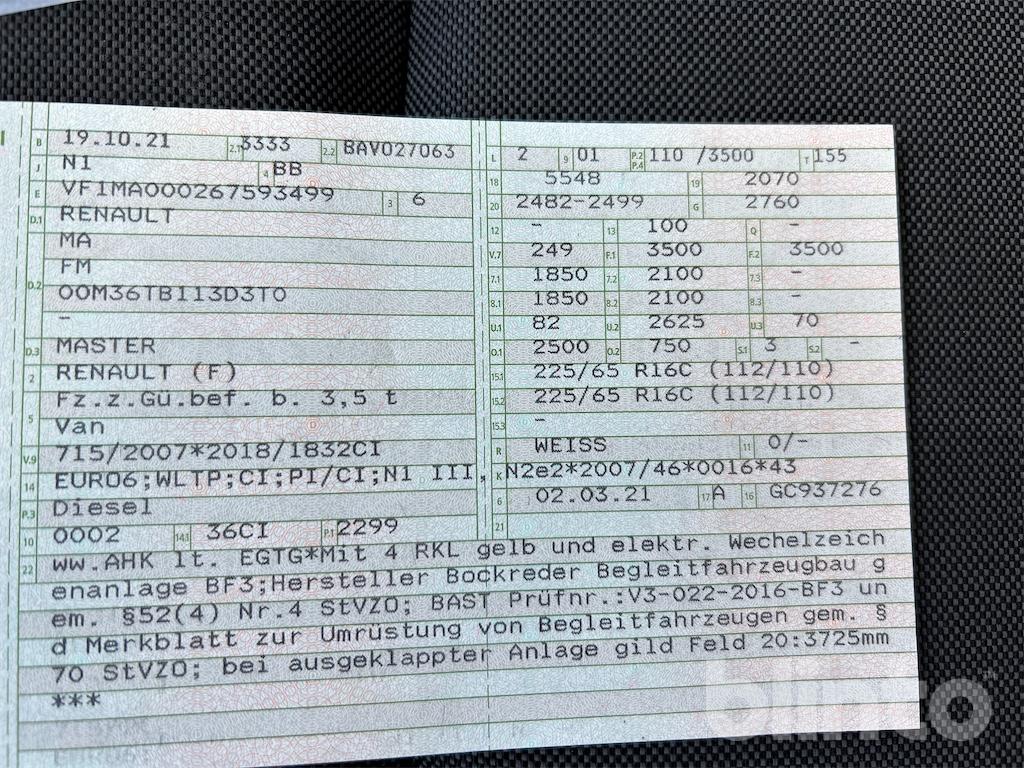 B 19.10.21 2.1 3333 2.2 BAV027063 L 2 9 01 P.2 P.4 110 /3500 T 155
J N1 4 BB 18 5548 19 2070
E VF1MA000267593499 3 6 20 2482-2499 G 2760
D.1 RENAULT 12 - 13 100 Q -
MA V.7 249 F.1 3500 F.2 3500
D.2 FM 7.1 1850 7.2 2100 7.3 -
OOM36TB113D3TO 8.1 1850 8.2 2100 8.3 -
- U.1 82 U.2 2625 U.3 70
D.3 MASTER O.1 2500 O.2 750 S.1 3 S.2 -
2 RENAULT (F) 15.1 225/65 R16C (112/110)
Fz.z.Gü.bef. b. 3,5 t 15.2 225/65 R16C (112/110)
5 Van 15.3 -
V.9 715/2007*2018/1832CI R WEISS 11 0/-
14 EURO6;WLTP;CI;PI/CI;N1 III, N2 K e2*2007/46*0016*43
P.3 Diesel 6 02.03.21 17 A 16 GC937276
10 0002 14.1 36CI P.1 2299 21
22 ww.AHK lt. EGTG*Mit 4 RKL gelb und elektr. Wechelzeich
enanlage BF3;Hersteller Bockreder Begleitfahrzeugbau g
em. §52(4) Nr.4 StVZO; BAST Prüfnr.:V3-022-2016-BF3 un
d Merkblatt zur Umrüstung von Begleitfahrzeugen gem. §
70 StVZO; bei ausgeklappter Anlage gild Feld 20:3725mm
***
blinto